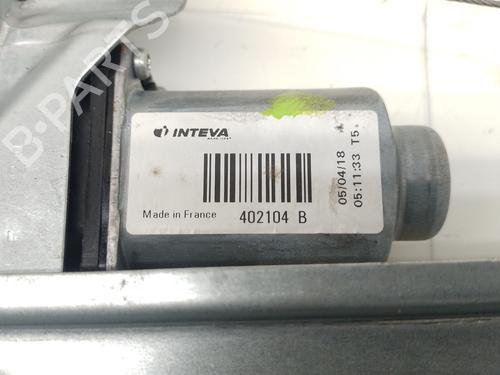 INTEVA
Made in France
402104 B
05/04/18
05:11:33 T5.
B-PARTS